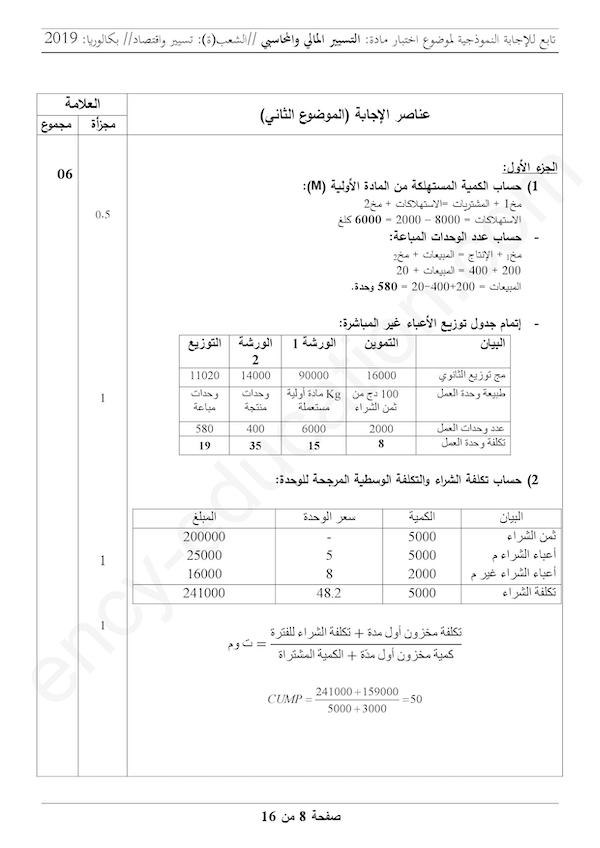 تابع للإجابة النموذجية لموضوع اختبار مادة: التسيير المالي والمحاسبي //الشعب(ة): تسيير واقتصاد// بكالوريا: 2019
عناصر الإجابة (الموضوع الثاني)
العلامة
مجزأة
مجموع
06
0.5
1
1
1
الجزء الأول:
1) حساب الكمية المستهلكة من المادة الأولية (M):
مخ1 + المشتريات =الاستهلاكات + مخ2
الاستهلاكات = 8000 – 2000 = 6000 كلغ
- حساب عدد الوحدات المباعة:
مخ1 + الإنتاج = المبيعات + مخ2
200 + 400 = المبيعات + 20
المبيعات = 200+400-20 = 580 وحدة.
- إتمام جدول توزيع الأعباء غير المباشرة:
البيان التموين الورشة 1 الورشة 2 التوزيع
مج توزيع الثانوي 16000 90000 14000 11020
طبيعة وحدة العمل 100 دج من ثمن الشراء Kg مادة أولية مستعملة وحدات منتجة وحدات مباعة
عدد وحدات العمل 2000 6000 400 580
تكلفة وحدة العمل 8 15 35 19
2) حساب تكلفة الشراء والتكلفة الوسطية المرجحة للوحدة:
البيان الكمية سعر الوحدة المبلغ
ثمن الشراء 5000 - 200000
أعباء الشراء م 5000 5 25000
أعباء الشراء غير م 2000 8 16000
تكلفة الشراء 5000 48.2 241000
ت وم = تكلفة مخزون أول مدة + تكلفة الشراء للفترة
كمية مخزون أول مدّة + الكمية المشتراة
CUMP = 241000+159000 =50
5000+3000
صفحة 8 من 16
ency-education.com